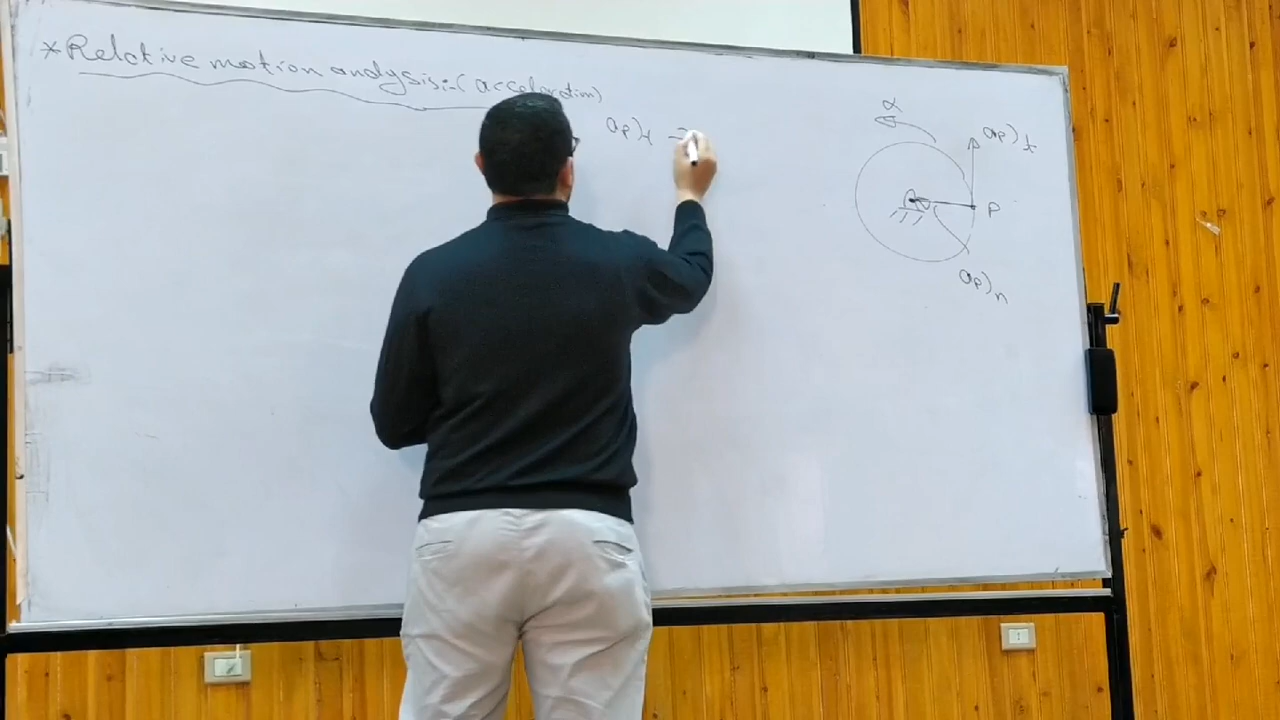 * Relative motion analysis:- (acceleration)
aP)t =
α
aP)t
P
aP)n